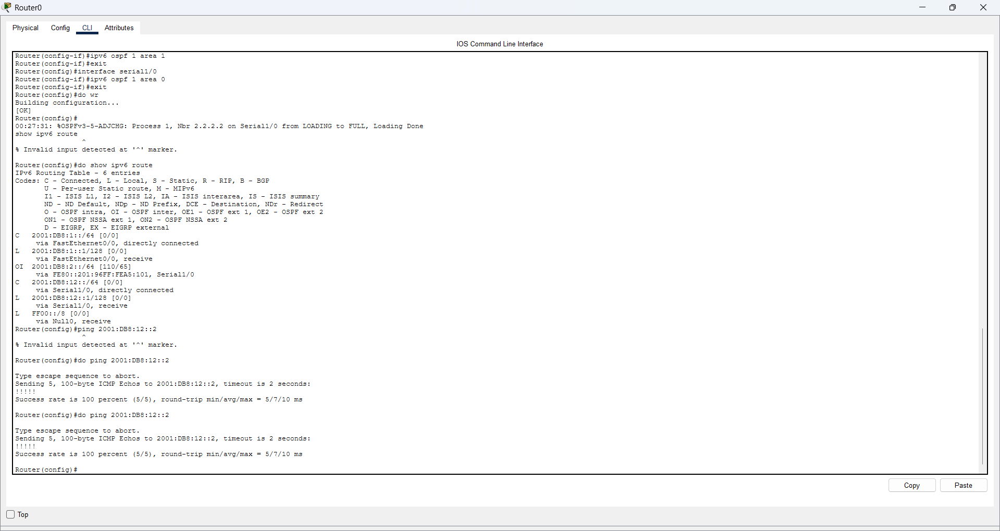 Router0
Physical Config CLI Attributes
IOS Command Line Interface
Router(config-if)#ipv6 ospf 1 area 1
Router(config-if)#exit
Router(config)#interface serial1/0
Router(config-if)#ipv6 ospf 1 area 0
Router(config-if)#exit
Router(config)#do wr
Building configuration...
[OK]
Router(config)#
00:27:31: %OSPFv3-5-ADJCHG: Process 1, Nbr 2.2.2.2 on Serial1/0 from LOADING to FULL, Loading Done
show ipv6 route
^
% Invalid input detected at '^' marker.
Router(config)#do show ipv6 route
IPv6 Routing Table - 6 entries
Codes: C - Connected, L - Local, S - Static, R - RIP, B - BGP
U - Per-user Static route, M - MIPv6
I1 - ISIS L1, I2 - ISIS L2, IA - ISIS interarea, IS - ISIS summary
ND - ND Default, NDp - ND Prefix, DCE - Destination, NDr - Redirect
O - OSPF intra, OI - OSPF inter, OE1 - OSPF ext 1, OE2 - OSPF ext 2
ON1 - OSPF NSSA ext 1, ON2 - OSPF NSSA ext 2
D - EIGRP, EX - EIGRP external
C 2001:DB8:1::/64 [0/0]
via FastEthernet0/0, directly connected
L 2001:DB8:1::1/128 [0/0]
via FastEthernet0/0, receive
OI 2001:DB8:2::/64 [110/65]
via FE80::201:96FF:FEA5:101, Serial1/0
C 2001:DB8:12::/64 [0/0]
via Serial1/0, directly connected
L 2001:DB8:12::1/128 [0/0]
via Serial1/0, receive
L FF00::/8 [0/0]
via Null0, receive
Router(config)#ping 2001:DB8:12::2
^
% Invalid input detected at '^' marker.
Router(config)#do ping 2001:DB8:12::2
Type escape sequence to abort.
Sending 5, 100-byte ICMP Echos to 2001:DB8:12::2, timeout is 2 seconds:
!!!!!
Success rate is 100 percent (5/5), round-trip min/avg/max = 5/7/10 ms
Router(config)#do ping 2001:DB8:12::2
Type escape sequence to abort.
Sending 5, 100-byte ICMP Echos to 2001:DB8:12::2, timeout is 2 seconds:
!!!!!
Success rate is 100 percent (5/5), round-trip min/avg/max = 5/7/10 ms
Router(config)#
Copy Paste
Top